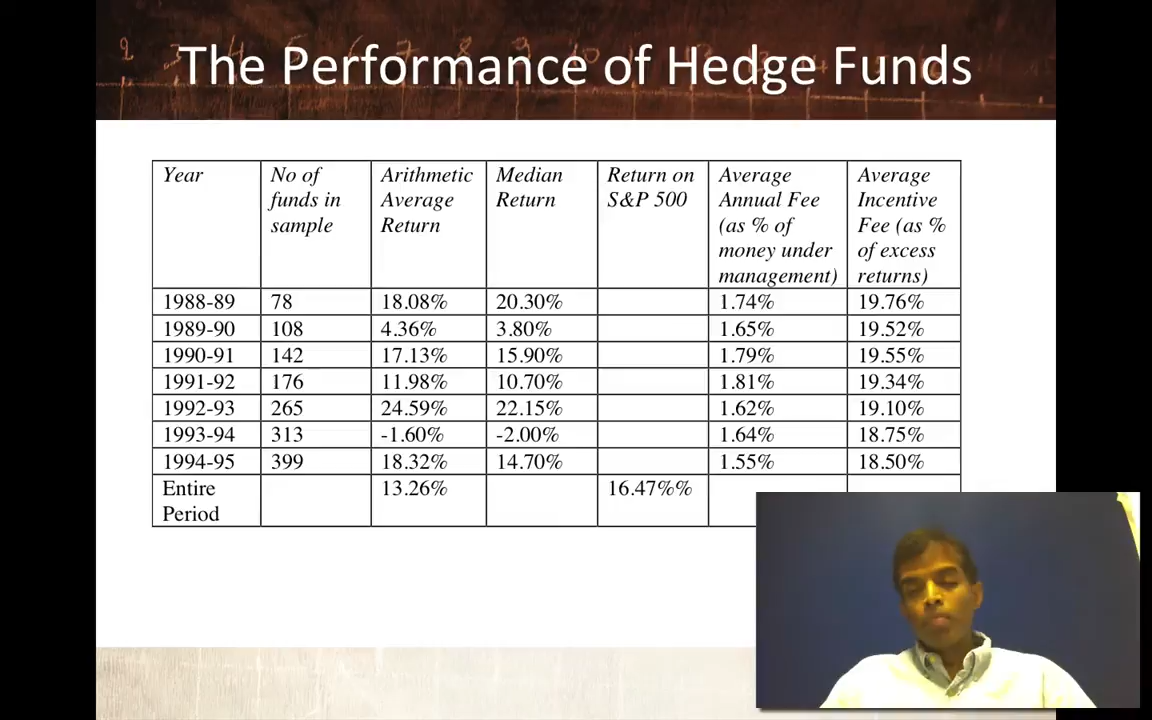 The Performance of Hedge Funds
Year No of funds in sample Arithmetic Average Return Median Return Return on S&P 500 Average Annual Fee (as % of money under management) Average Incentive Fee (as % of excess returns)
1988-89 78 18.08% 20.30% 1.74% 19.76%
1989-90 108 4.36% 3.80% 1.65% 19.52%
1990-91 142 17.13% 15.90% 1.79% 19.55%
1991-92 176 11.98% 10.70% 1.81% 19.34%
1992-93 265 24.59% 22.15% 1.62% 19.10%
1993-94 313 -1.60% -2.00% 1.64% 18.75%
1994-95 399 18.32% 14.70% 1.55% 18.50%
Entire Period 13.26% 16.47%%